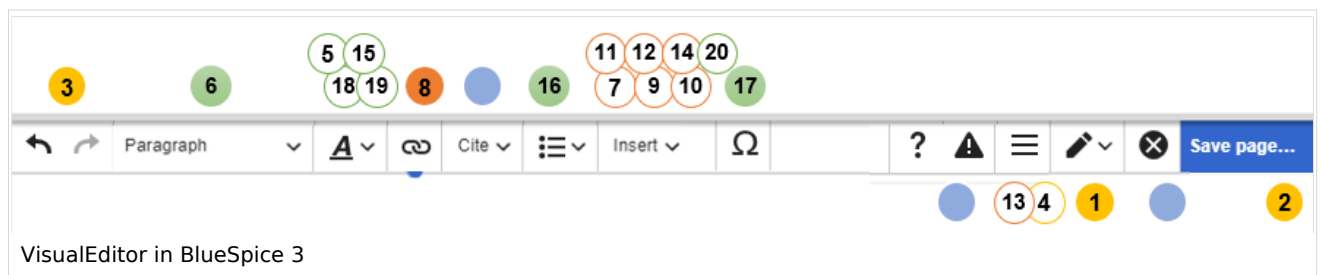 5 15 11 12 14 20
3 6 18 19 8 16 7 9 10 17
Paragraph A Cite Insert Ω ? Save page...
13 4 1 2
VisualEditor in BlueSpice 3